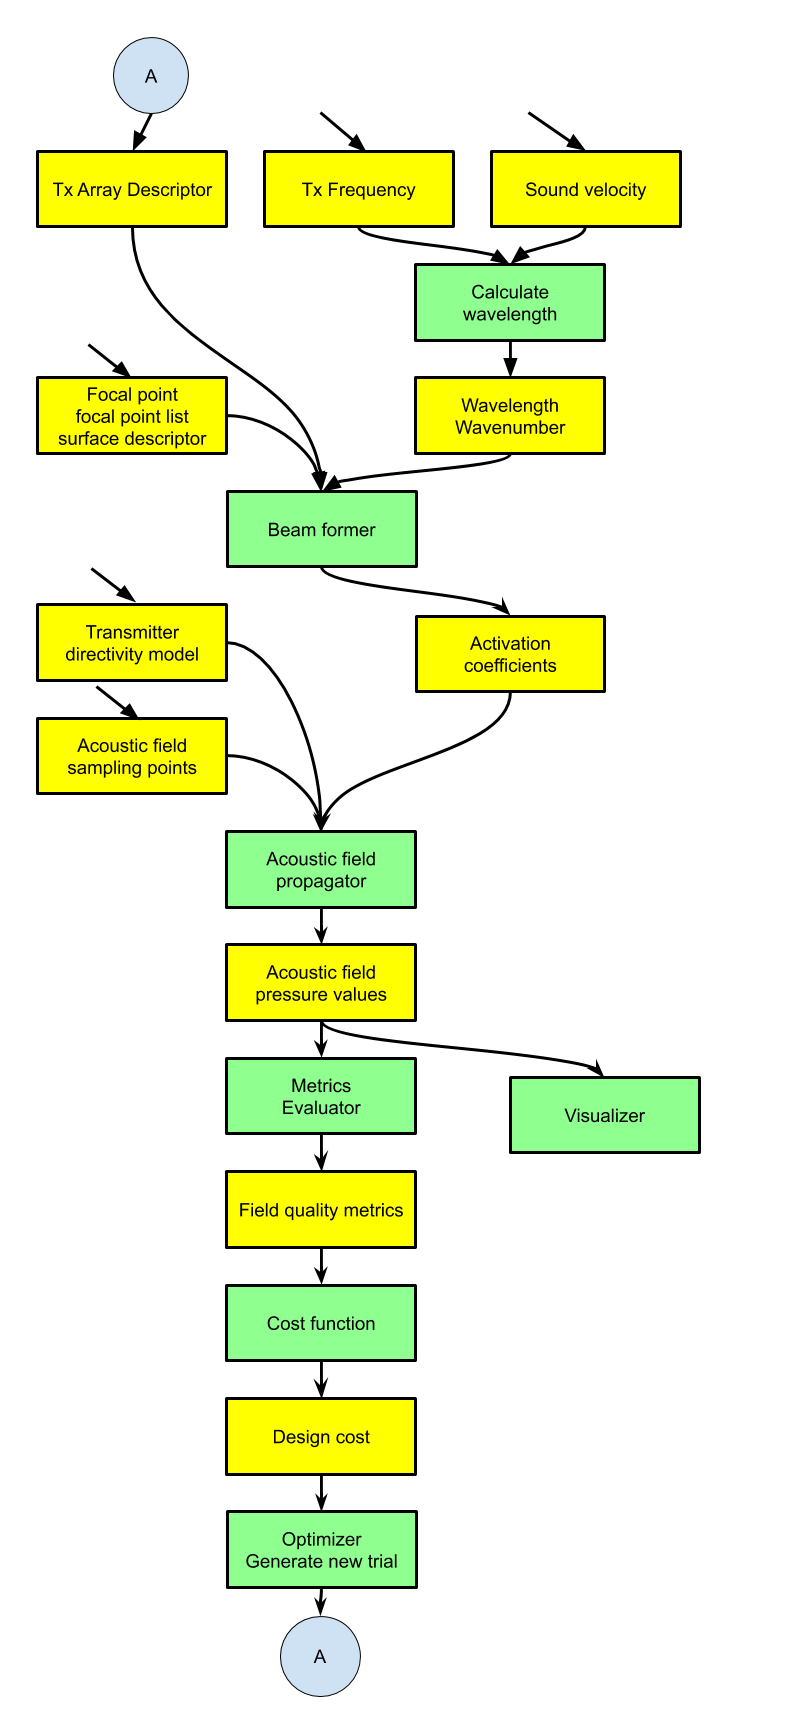 A
Tx Array Descriptor
Tx Frequency
Sound velocity
Calculate
wavelength
Focal point
focal point list
surface descriptor
Wavelength
Wavenumber
Beam former
Transmitter
directivity model
Activation
coefficients
Acoustic field
sampling points
Acoustic field
propagator
Acoustic field
pressure values
Metrics
Evaluator
Visualizer
Field quality metrics
Cost function
Design cost
Optimizer
Generate new trial
A